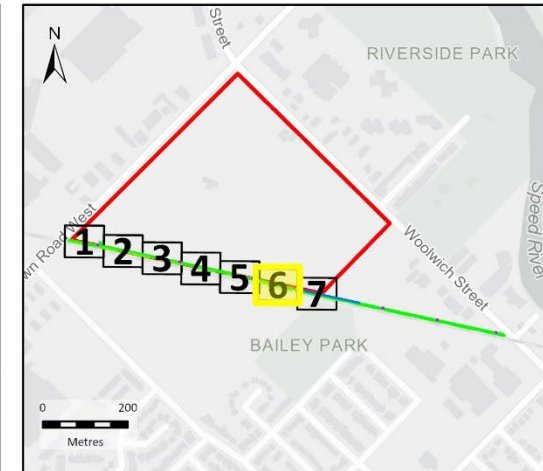 N
Street
RIVERSIDE PARK
wn Road West
Woolwich Street
Speed River
1
2
3
4
5
6
7
BAILEY PARK
0 200
Metres